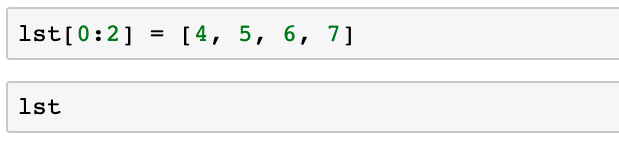 lst[0:2] = [4, 5, 6, 7]
lst